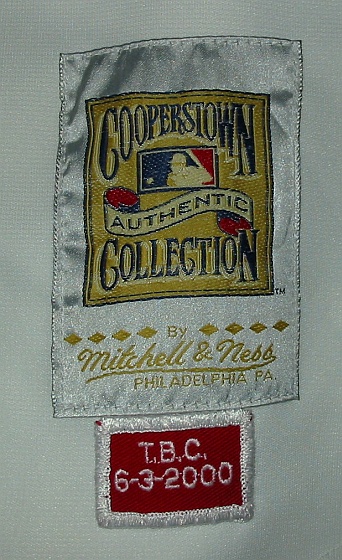 COOPERSTOWN
AUTHENTIC
COLLECTION
TM
By
Mitchell & Ness
PHILADELPHIA PA.
T.B.C.
6-3-2000